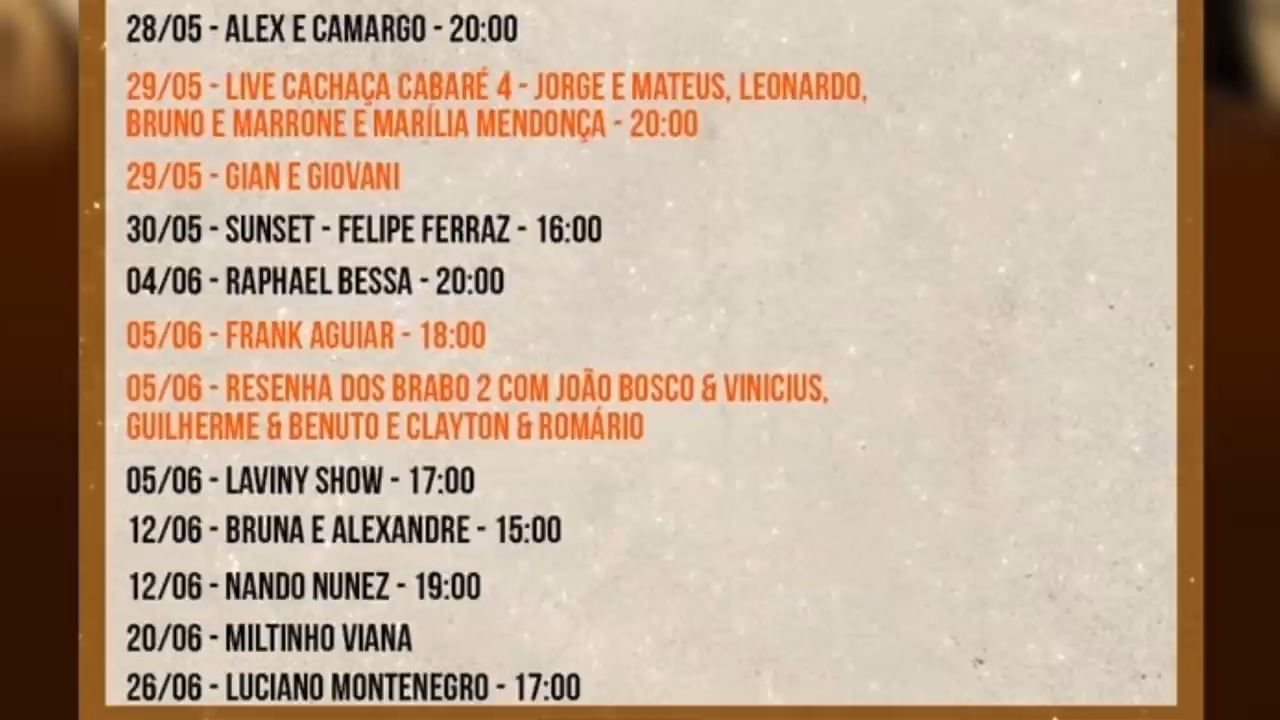 28/05 - ALEX E CAMARGO - 20:00
29/05 - LIVE CACHAÇA CABARÉ 4 - JORGE E MATEUS, LEONARDO,
BRUNO E MARRONE E MARÍLIA MENDONÇA - 20:00
29/05 - GIAN E GIOVANI
30/05 - SUNSET - FELIPE FERRAZ - 16:00
04/06 - RAPHAEL BESSA - 20:00
05/06 - FRANK AGUIAR - 18:00
05/06 - RESENHA DOS BRABO 2 COM JOÃO BOSCO & VINICIUS,
GUILHERME & BENUTO E CLAYTON & ROMÁRIO
05/06 - LAVINY SHOW - 17:00
12/06 - BRUNA E ALEXANDRE - 15:00
12/06 - NANDO NUNEZ - 19:00
20/06 - MILTINHO VIANA
26/06 - LUCIANO MONTENEGRO - 17:00